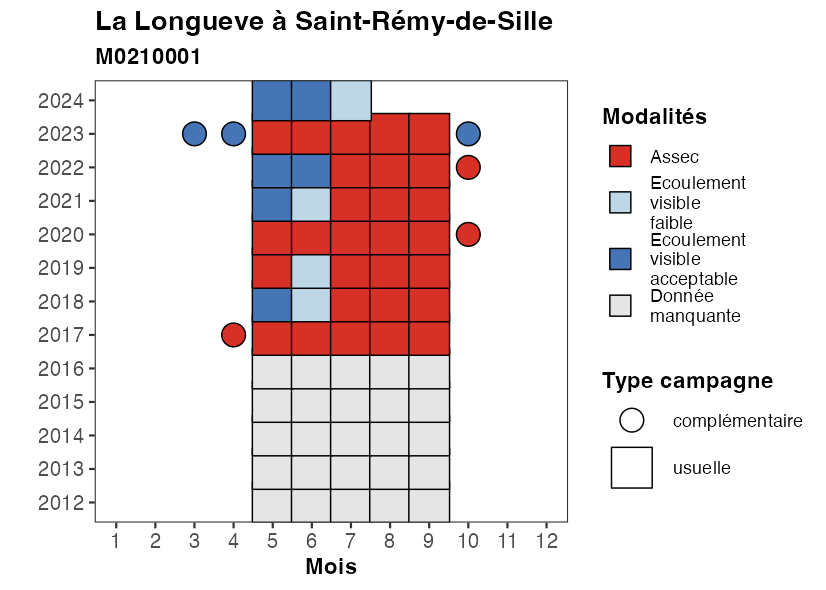 La Longueve à Saint-Rémy-de-Sille
M0210001
2024
2023
2022
2021
2020
2019
2018
2017
2016
2015
2014
2013
2012
1 2 3 4 5 6 7 8 9 10 11 12
Mois
Modalités
Assec
Ecoulement
visible
faible
Ecoulement
visible
acceptable
Donnée
manquante
Type campagne
complémentaire
usuelle